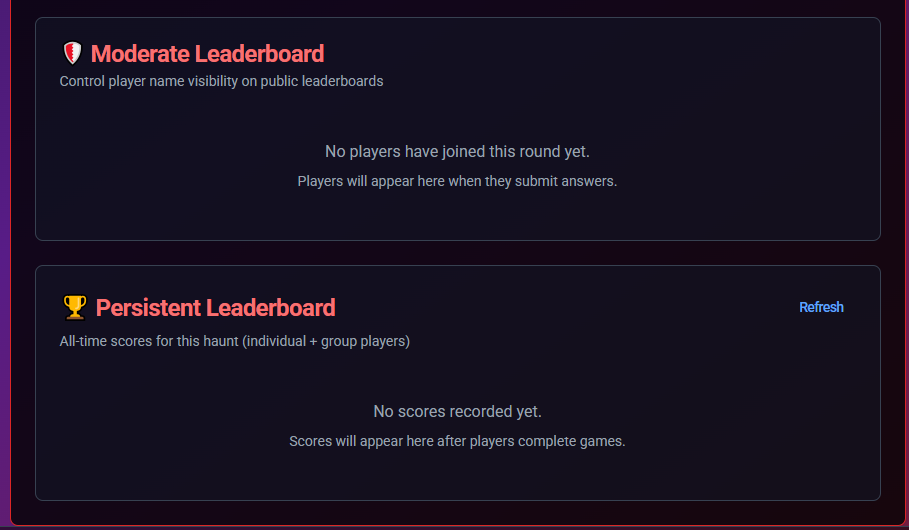 Moderate Leaderboard
Control player name visibility on public leaderboards
No players have joined this round yet.
Players will appear here when they submit answers.
Persistent Leaderboard
Refresh
All-time scores for this haunt (individual + group players)
No scores recorded yet.
Scores will appear here after players complete games.